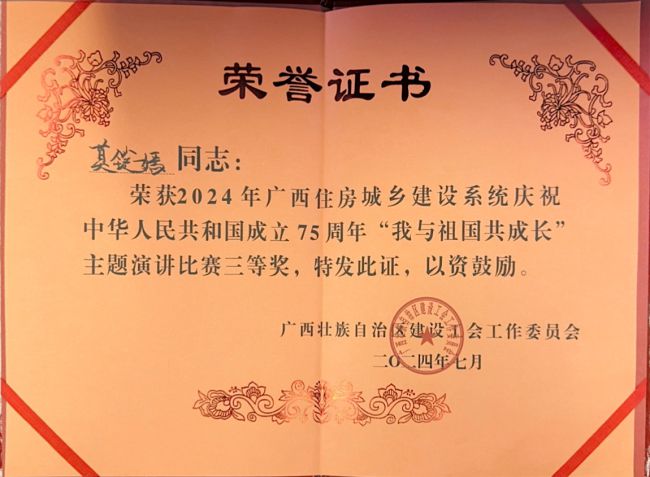 荣誉证书
莫 嫣 同志：
荣获2024年广西住房城乡建设系统庆祝
中华人民共和国成立75周年“我与祖国共成长”
主题演讲比赛三等奖，特发此证，以资鼓励。
广西壮族自治区建设工会工作委员会
二〇二四年七月